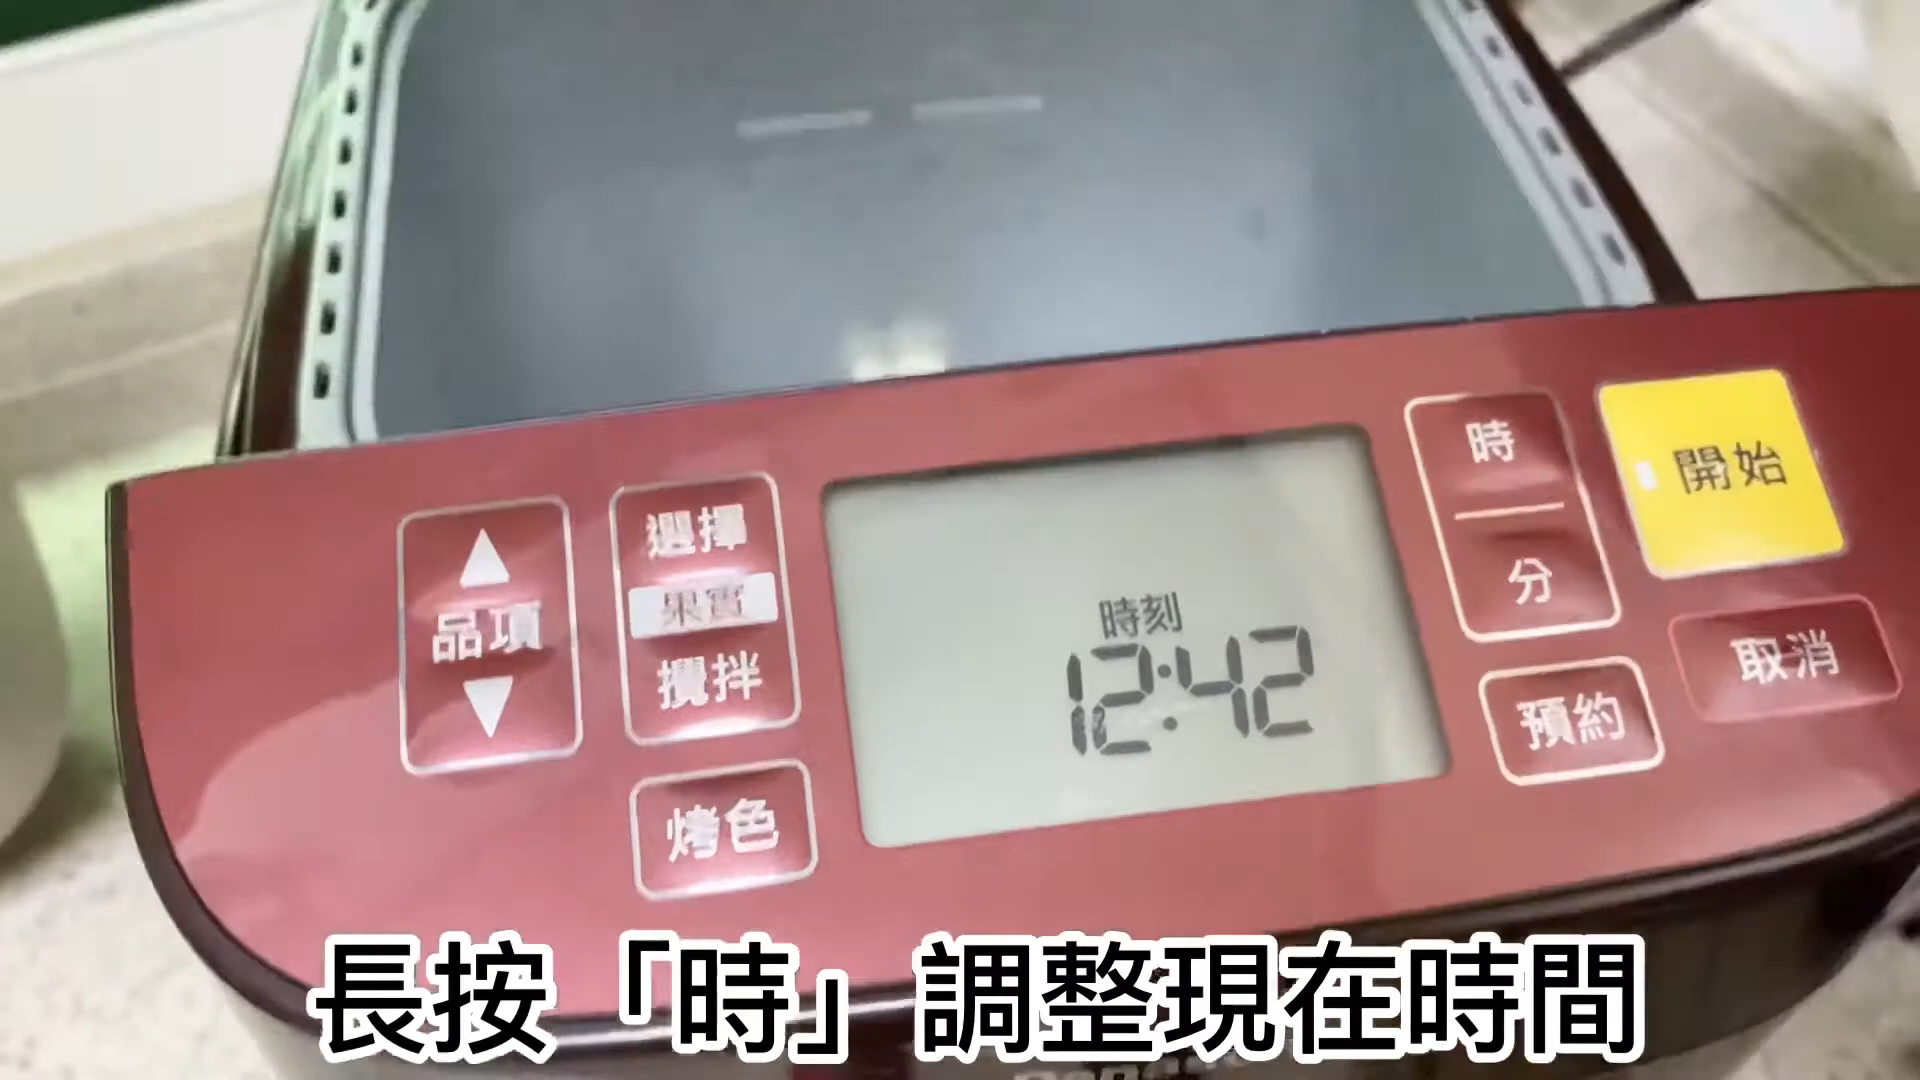 時
開始
選擇
果實
攪拌
品項
時刻
12:42
分
取消
預約
烤色
長按「時」調整現在時間